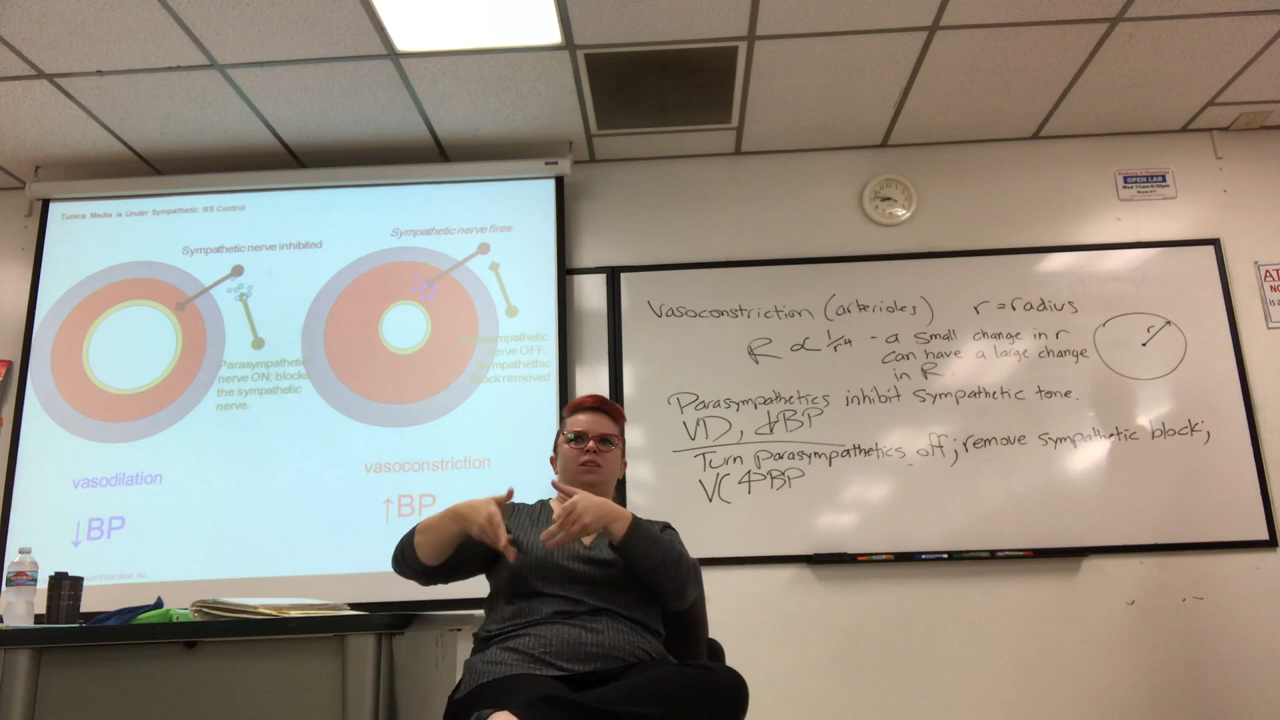 Tunica Media is Under Sympathetic NS Control
Sympathetic nerve inhibited
Sympathetic nerve fires
Parasympathetic
nerve ON; blocks
the sympathetic
nerve.
nerve OFF;
sympathethic
block removed
vasodilation
↓BP
vasoconstriction
↑BP
Vasoconstriction (arterioles) r = radius
R ∝ 1/r⁴ - a small change in r
can have a large change
in R.
r
Parasympathetics inhibit sympathetic tone.
VD, ↓BP
Turn parasympathetics off; remove sympathetic block;
VC ↑BP
OPEN LAB